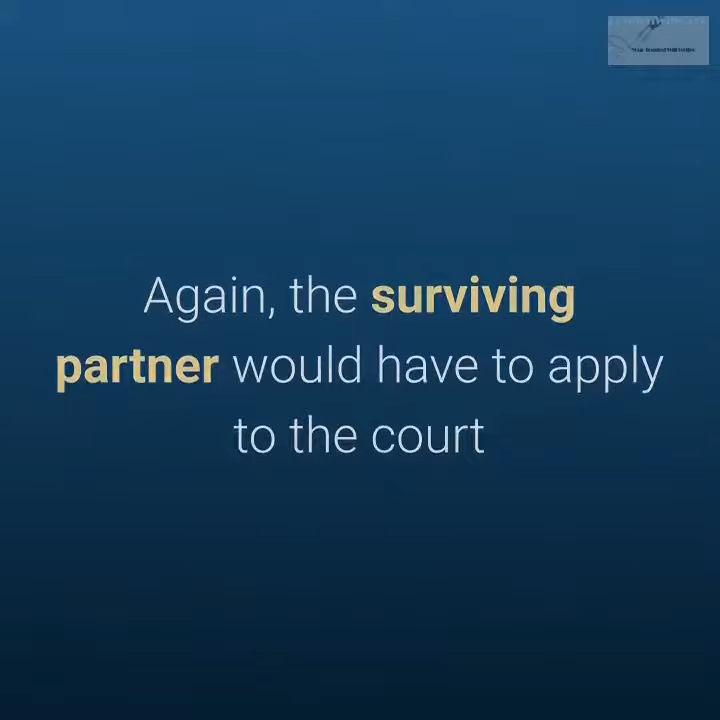 Again, the surviving
partner would have to apply
to the court